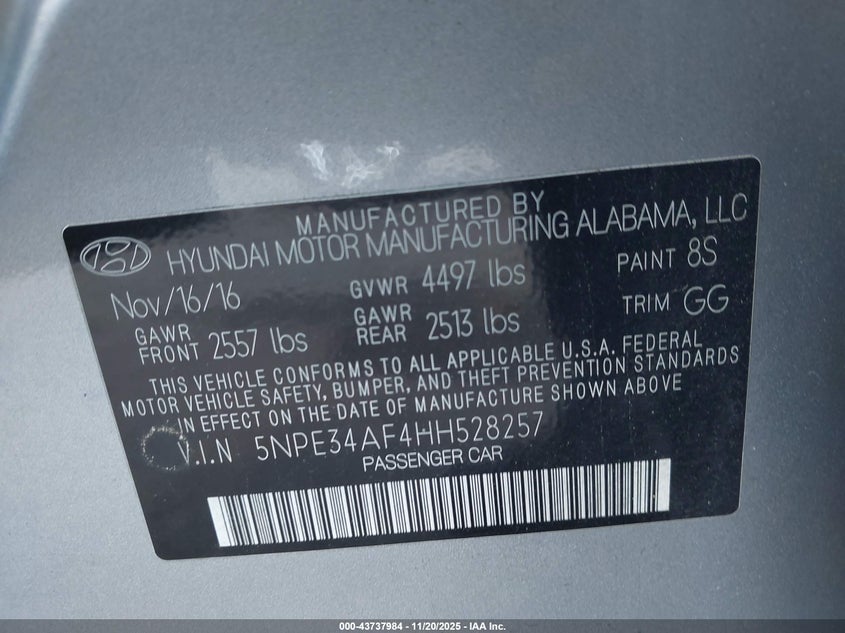 MANUFACTURED BY
HYUNDAI MOTOR MANUFACTURING ALABAMA, LLC
Nov/16/16 GVWR 4497 lbs PAINT 8S
GAWR FRONT 2557 lbs GAWR REAR 2513 lbs TRIM GG
THIS VEHICLE CONFORMS TO ALL APPLICABLE U.S.A. FEDERAL
MOTOR VEHICLE SAFETY, BUMPER, AND THEFT PREVENTION STANDARDS
IN EFFECT ON THE DATE OF MANUFACTURE SHOWN ABOVE
V.I.N 5NPE34AF4HH528257
PASSENGER CAR
000-43737984 - 11/20/2025 - IAA Inc.